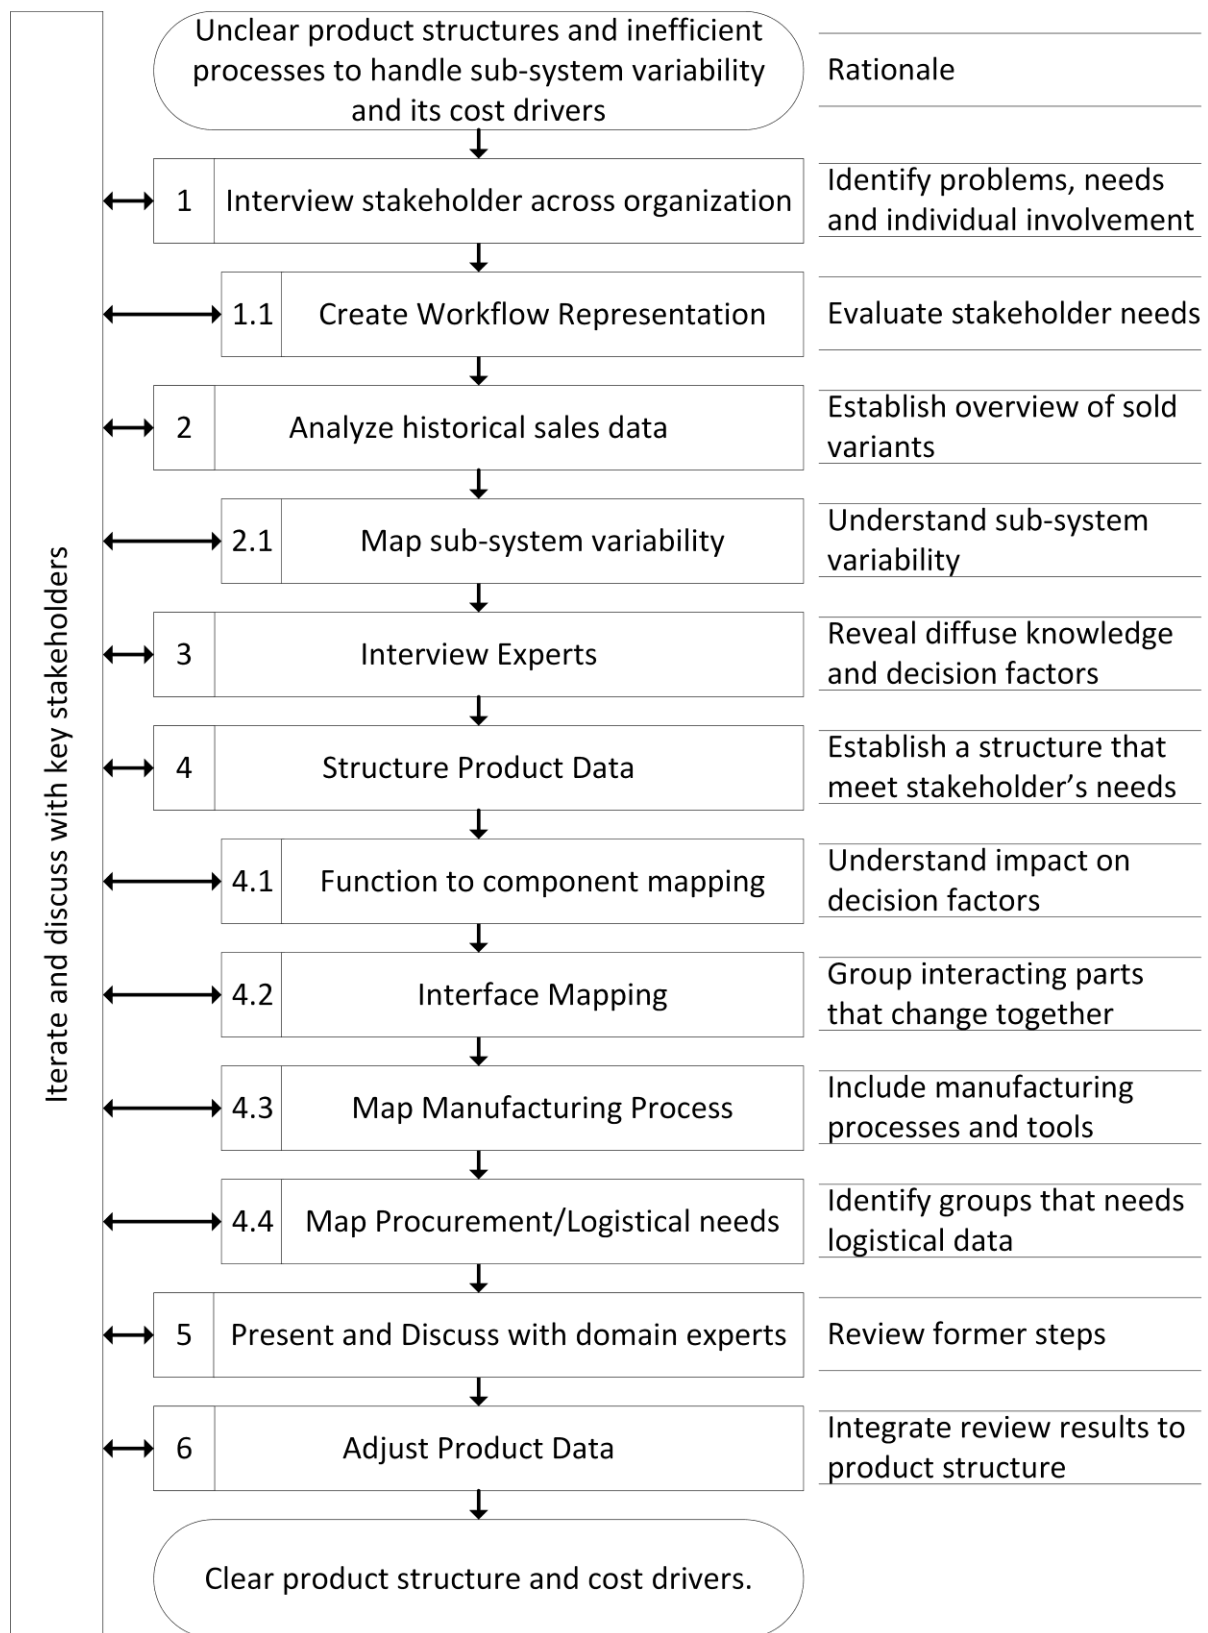 Unclear product structures and inefficient
processes to handle sub-system variability
and its cost drivers
Rationale
1
Interview stakeholder across organization
Identify problems, needs
and individual involvement
1.1
Create Workflow Representation
Evaluate stakeholder needs
2
Analyze historical sales data
Establish overview of sold
variants
2.1
Map sub-system variability
Understand sub-system
variability
3
Interview Experts
Reveal diffuse knowledge
and decision factors
4
Structure Product Data
Establish a structure that
meet stakeholder’s needs
4.1
Function to component mapping
Understand impact on
decision factors
4.2
Interface Mapping
Group interacting parts
that change together
4.3
Map Manufacturing Process
Include manufacturing
processes and tools
4.4
Map Procurement/Logistical needs
Identify groups that needs
logistical data
5
Present and Discuss with domain experts
Review former steps
6
Adjust Product Data
Integrate review results to
product structure
Clear product structure and cost drivers.
Iterate and discuss with key stakeholders